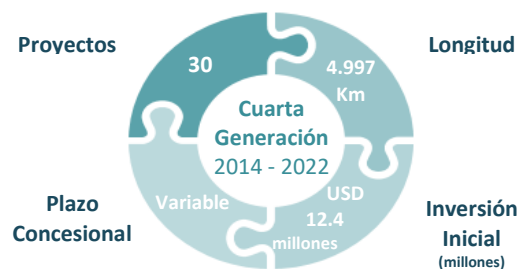 Proyectos
30
4.997
Km
Longitud
Cuarta
Generación
2014 - 2022
Plazo
Concesional
Variable
USD
12.4
millones
Inversión
Inicial
(millones)